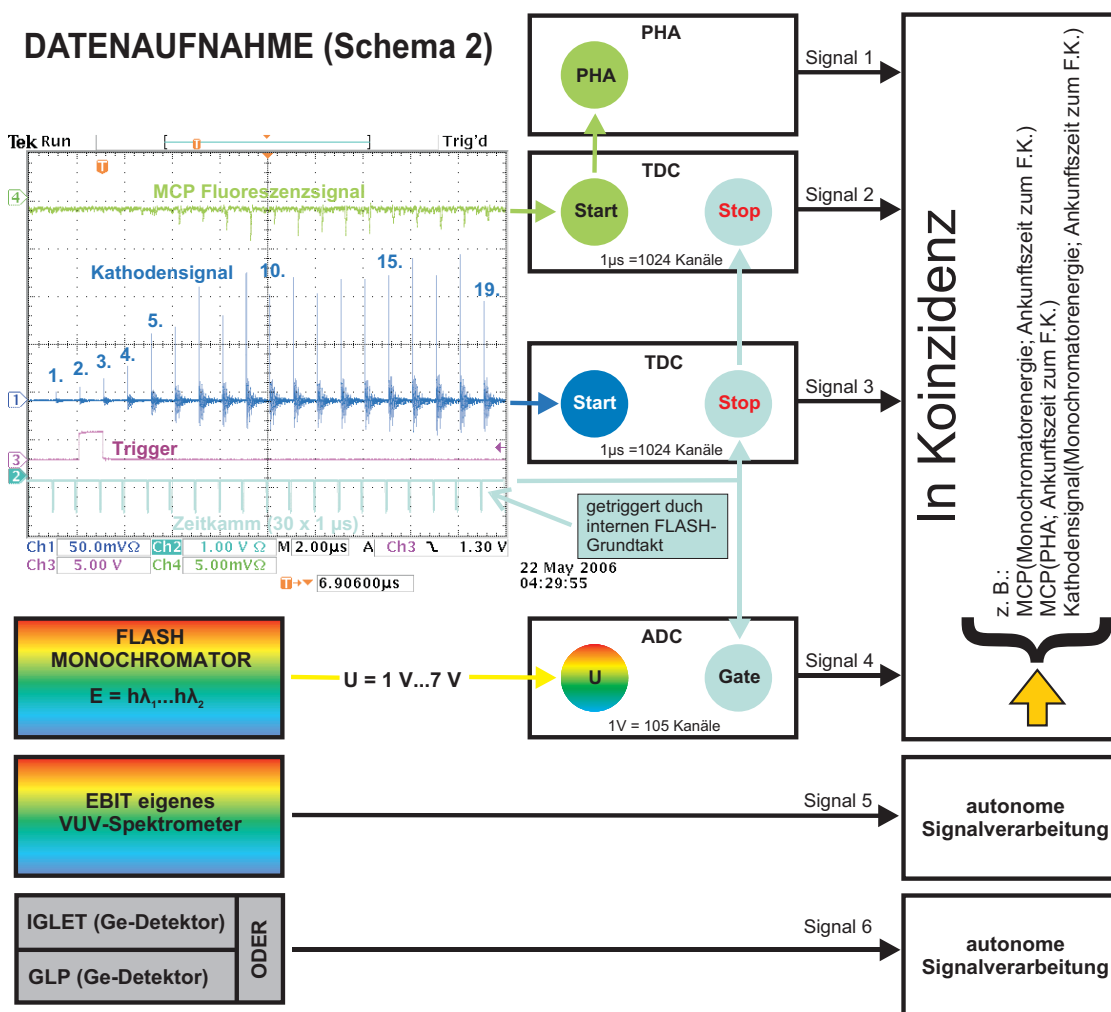 DATENAUFNAHME (Schema 2)
PHA
PHA
Signal 1
Tek Run
Trig'd
T
T
4
MCP Fluoreszenzsignal
TDC
Start
Stop
1µs =1024 Kanäle
Signal 2
Kathodensignal
1.
2.
3.
4.
5.
10.
15.
19.
1
TDC
Start
Stop
1µs =1024 Kanäle
Signal 3
Trigger
3
2
Zeitkamm (30 x 1 µs)
getriggert duch
internen FLASH-
Grundtakt
Ch1 50.0mVΩ Ch2 1.00 V Ω M 2.00µs A Ch3 1.30 V
Ch3 5.00 V Ch4 5.00mVΩ
T 6.90600µs
22 May 2006
04:29:55
FLASH
MONOCHROMATOR
E = hλ1...hλ2
U = 1 V...7 V
ADC
U
Gate
1V = 105 Kanäle
Signal 4
In Koinzidenz
z. B.:
MCP(Monochromatorenergie; Ankunftszeit zum F.K.)
MCP(PHA; Ankunftszeit zum F.K.)
Kathodensignal(Monochromatorenergie; Ankunftszeit zum F.K.)
EBIT eigenes
VUV-Spektrometer
Signal 5
autonome
Signalverarbeitung
IGLET (Ge-Detektor)
GLP (Ge-Detektor)
ODER
Signal 6
autonome
Signalverarbeitung